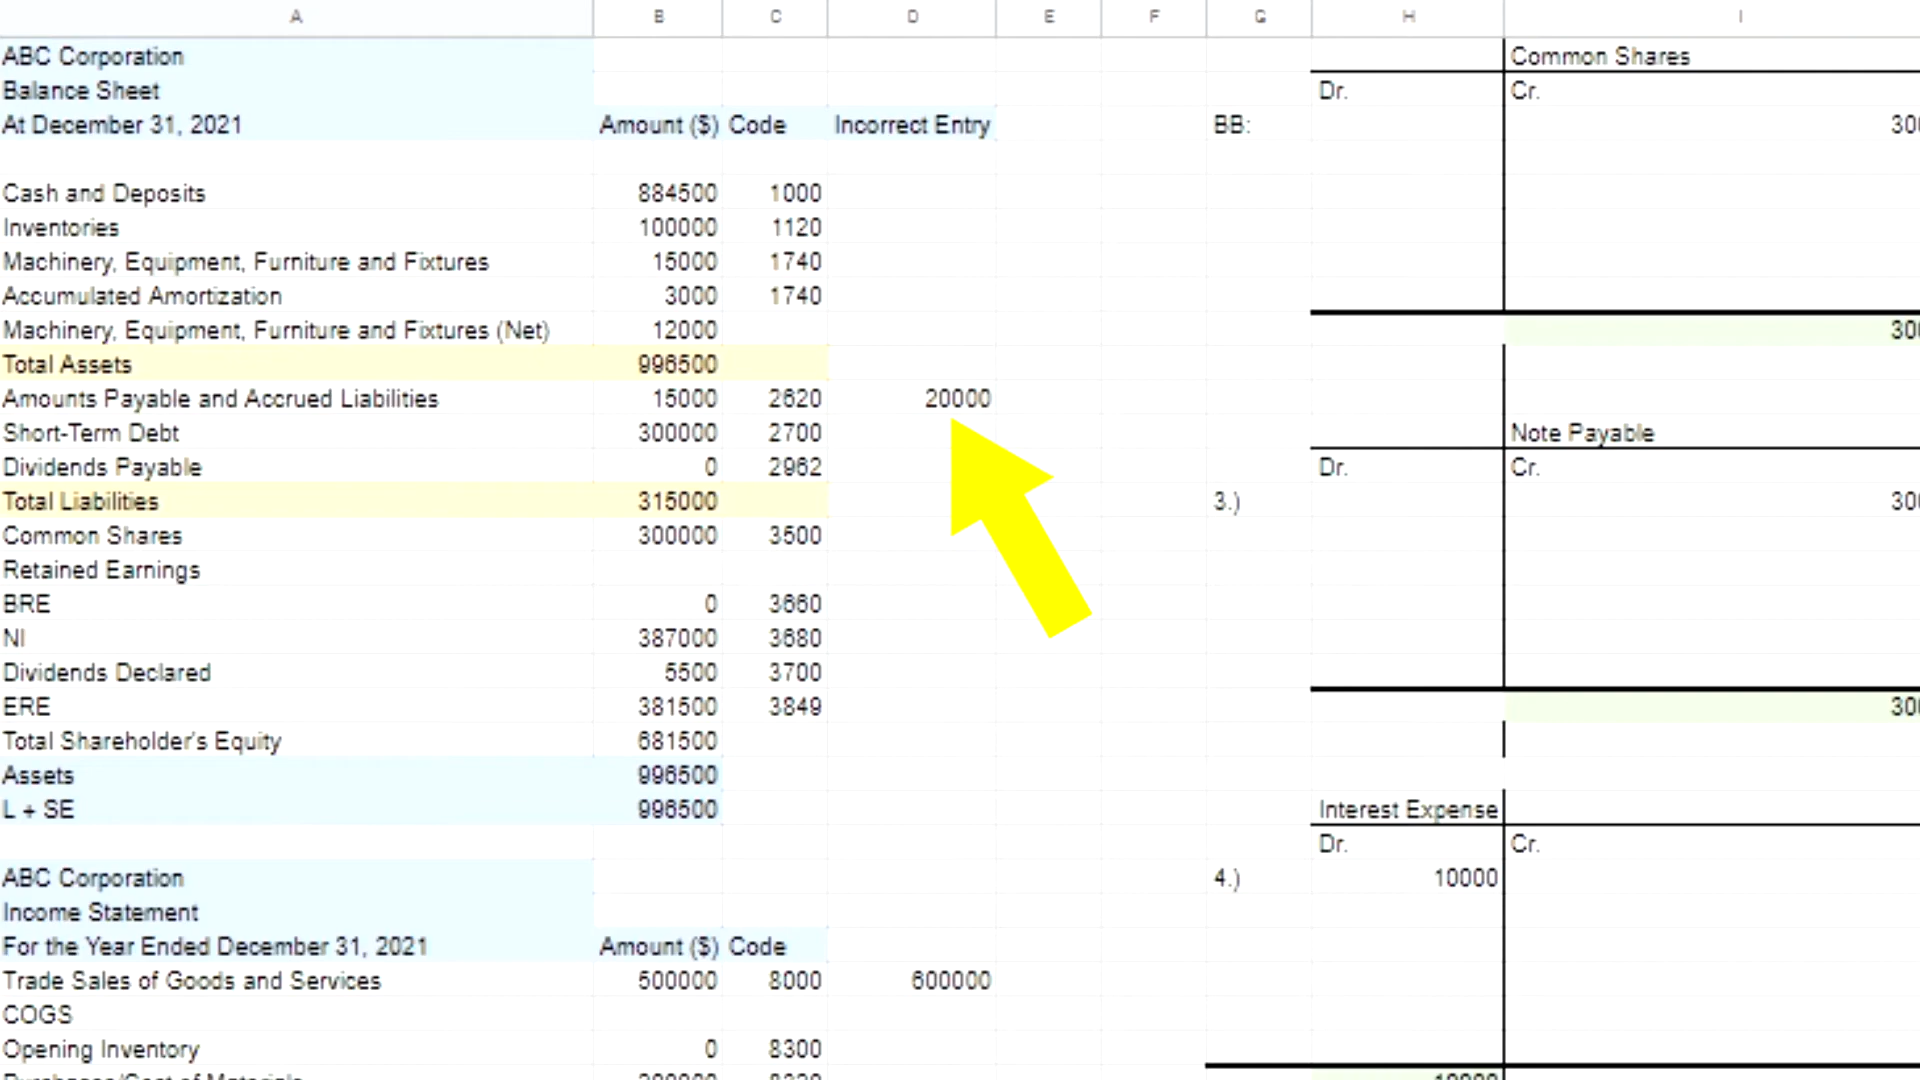 A B C D E F G H I
ABC Corporation Common Shares
Balance Sheet Dr. Cr.
At December 31, 2021 Amount ($) Code Incorrect Entry BB:
Cash and Deposits 884500 1000
Inventories 100000 1120
Machinery, Equipment, Furniture and Fixtures 15000 1740
Accumulated Amortization 3000 1740
Machinery, Equipment, Furniture and Fixtures (Net) 12000
Total Assets 996500
Amounts Payable and Accrued Liabilities 15000 2620 20000
Short-Term Debt 300000 2700 Note Payable
Dividends Payable 0 2962 Dr. Cr.
Total Liabilities 315000 3.)
Common Shares 300000 3500
Retained Earnings
BRE 0 3660
NI 387000 3680
Dividends Declared 5500 3700
ERE 381500 3849
Total Shareholder's Equity 681500
Assets 996500
L + SE 996500 Interest Expense
Dr. Cr.
ABC Corporation 4.) 10000
Income Statement
For the Year Ended December 31, 2021 Amount ($) Code
Trade Sales of Goods and Services 500000 8000 600000
COGS
Opening Inventory 0 8300